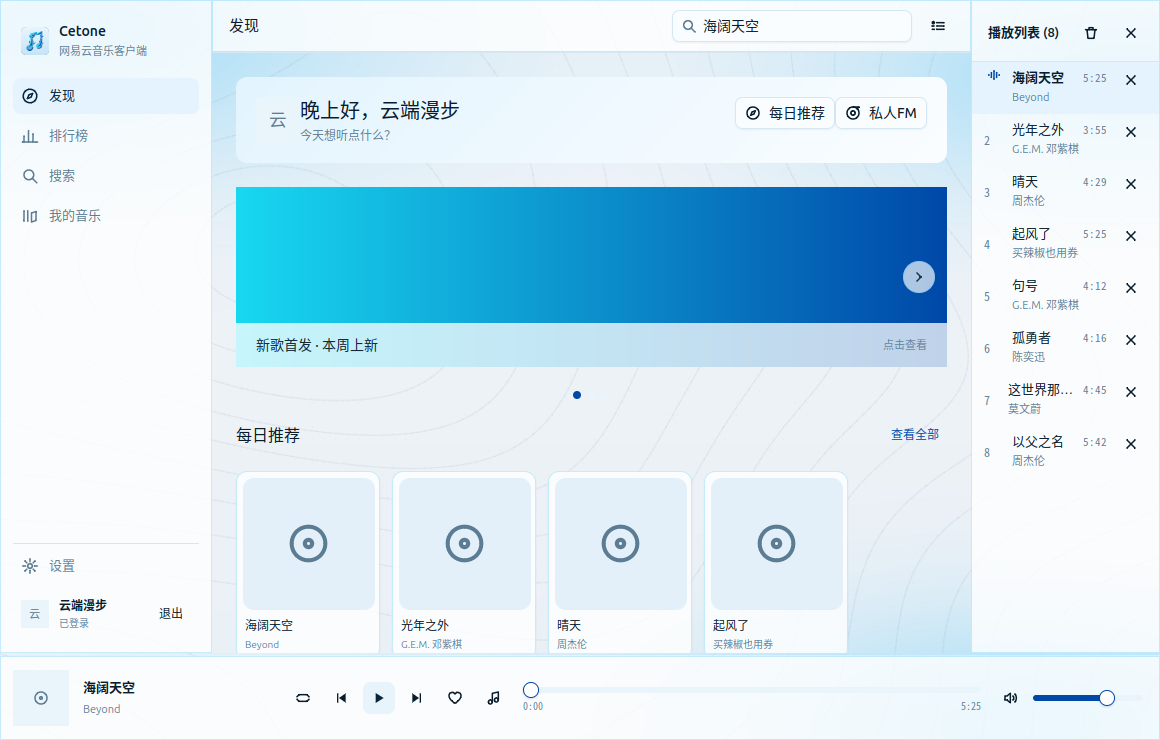 Cetone
网易云音乐客户端
发现
排行榜
搜索
我的音乐
设置
云
云端漫步
已登录
退出
发现
海阔天空
云
晚上好，云端漫步
今天想听点什么？
每日推荐
私人FM
新歌首发 · 本周上新
点击查看
每日推荐
查看全部
海阔天空
Beyond
光年之外
G.E.M. 邓紫棋
晴天
周杰伦
起风了
买辣椒也用券
播放列表 (8)
海阔天空
5:25
Beyond
2
光年之外
3:55
G.E.M. 邓紫棋
3
晴天
4:29
周杰伦
4
起风了
5:25
买辣椒也用券
5
句号
4:12
G.E.M. 邓紫棋
6
孤勇者
4:16
陈奕迅
7
这世界那…
4:45
莫文蔚
8
以父之名
5:42
周杰伦
海阔天空
Beyond
0:00
5:25